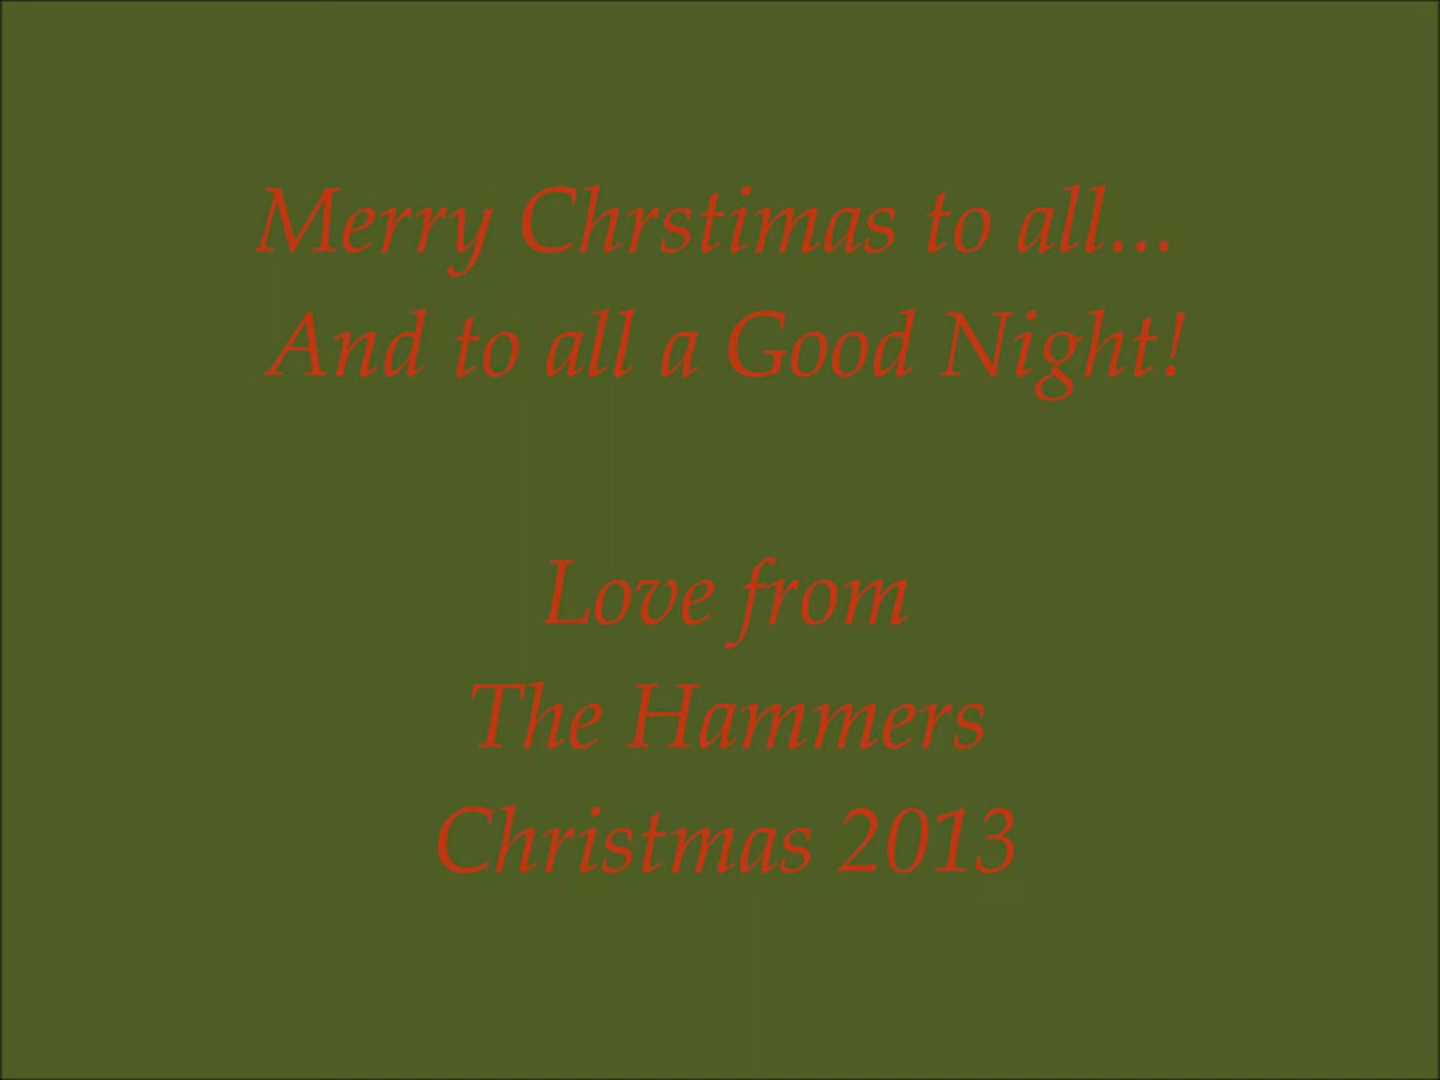 Merry Chrstimas to all...
And to all a Good Night!
Love from
The Hammers
Christmas 2013